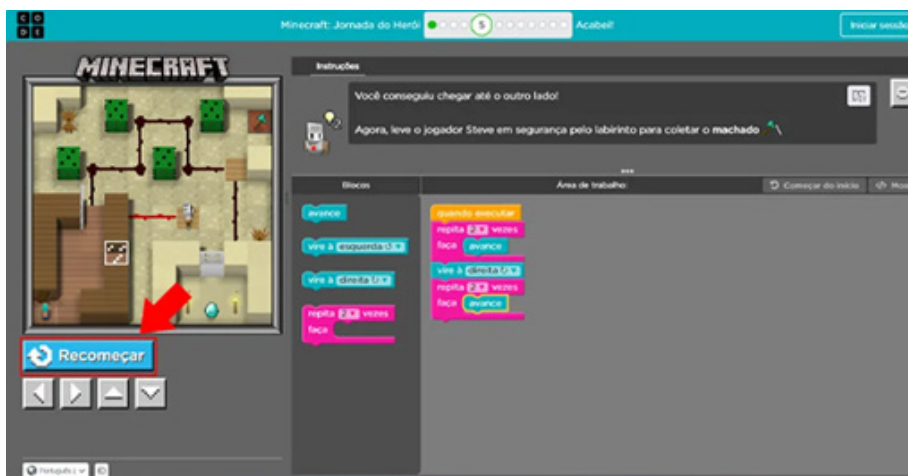 C O
D E
Minecraft: Jornada do Herói
5
Acabei!
Iniciar sessão
MINECRAFT
Instruções
Você conseguiu chegar até o outro lado!
2
Agora, leve o jogador Steve em segurança pelo labirinto para coletar o machado
Blocos
Área de trabalho:
Começar do início
avance
vire à esquerda
vire à direita
repita 2 vezes
faça
quando executar
repita 2 vezes
faça avance
vire à direita
repita 2 vezes
faça avance
Recomeçar
Português